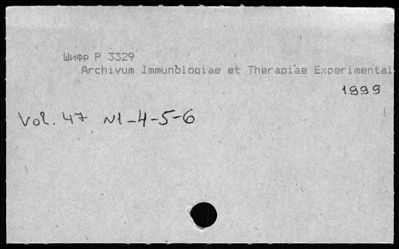 Шифр Р 3329
Archivum Immunologiae et Therapiae Experimental
1999
Vol. 47 N1-4-5-6